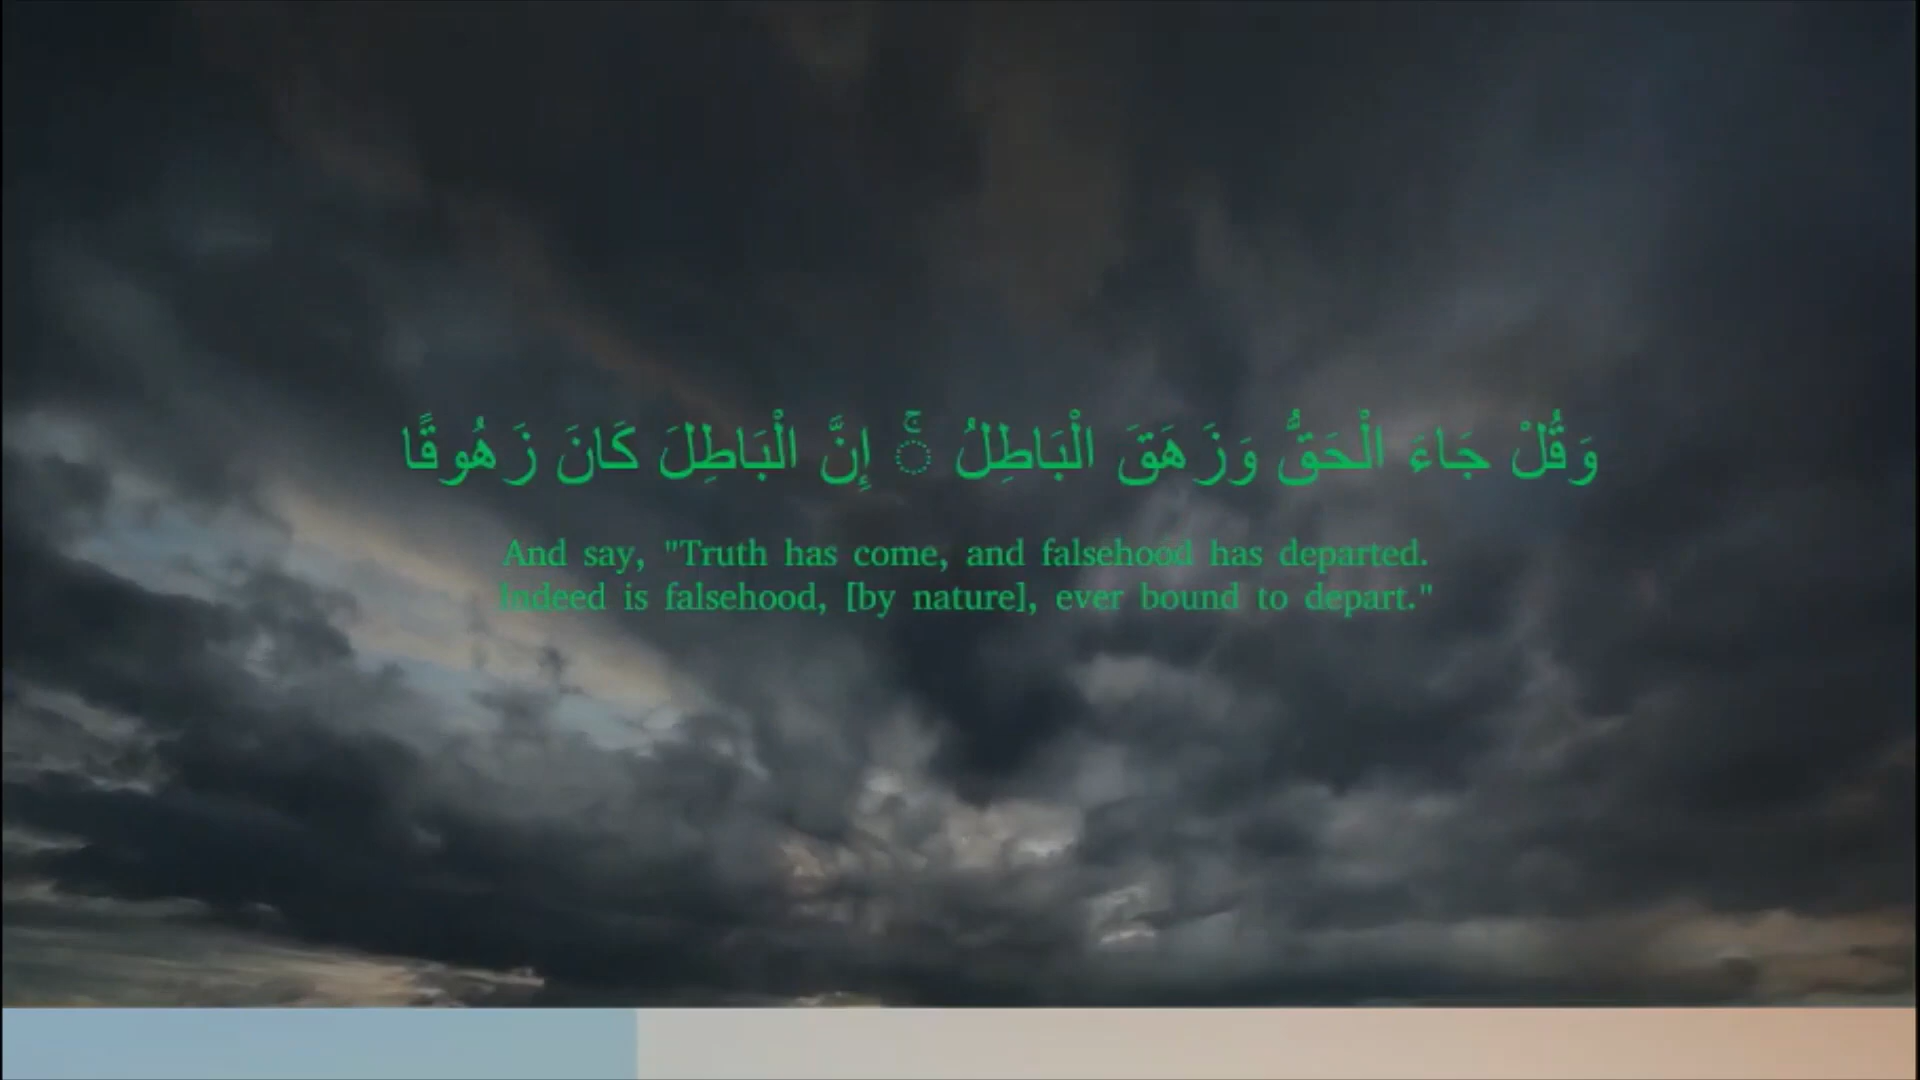 وَقُلْ جَاءَ الْحَقُّ وَزَهَقَ الْبَاطِلُ ۚ إِنَّ الْبَاطِلَ كَانَ زَهُوقًا
And say, "Truth has come, and falsehood has departed.
Indeed is falsehood, [by nature], ever bound to depart."